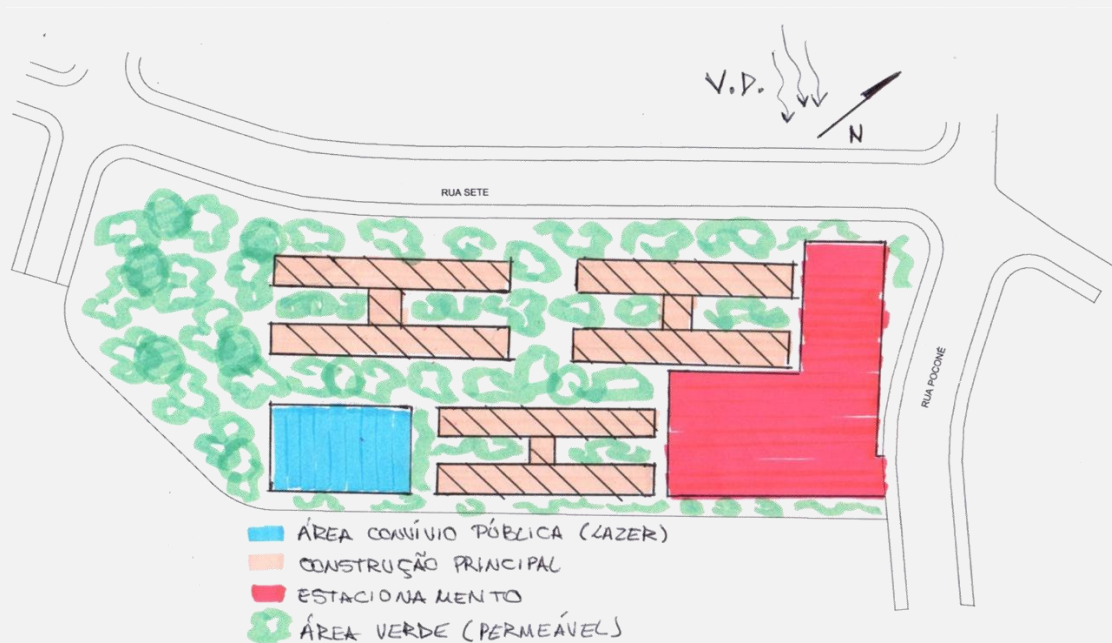 V.D.
N
RUA SETE
RUA POCONÉ
ÁREA CONVÍVIO PÚBLICA (LAZER)
CONSTRUÇÃO PRINCIPAL
ESTACIONAMENTO
ÁREA VERDE (PERMEÁVEL)